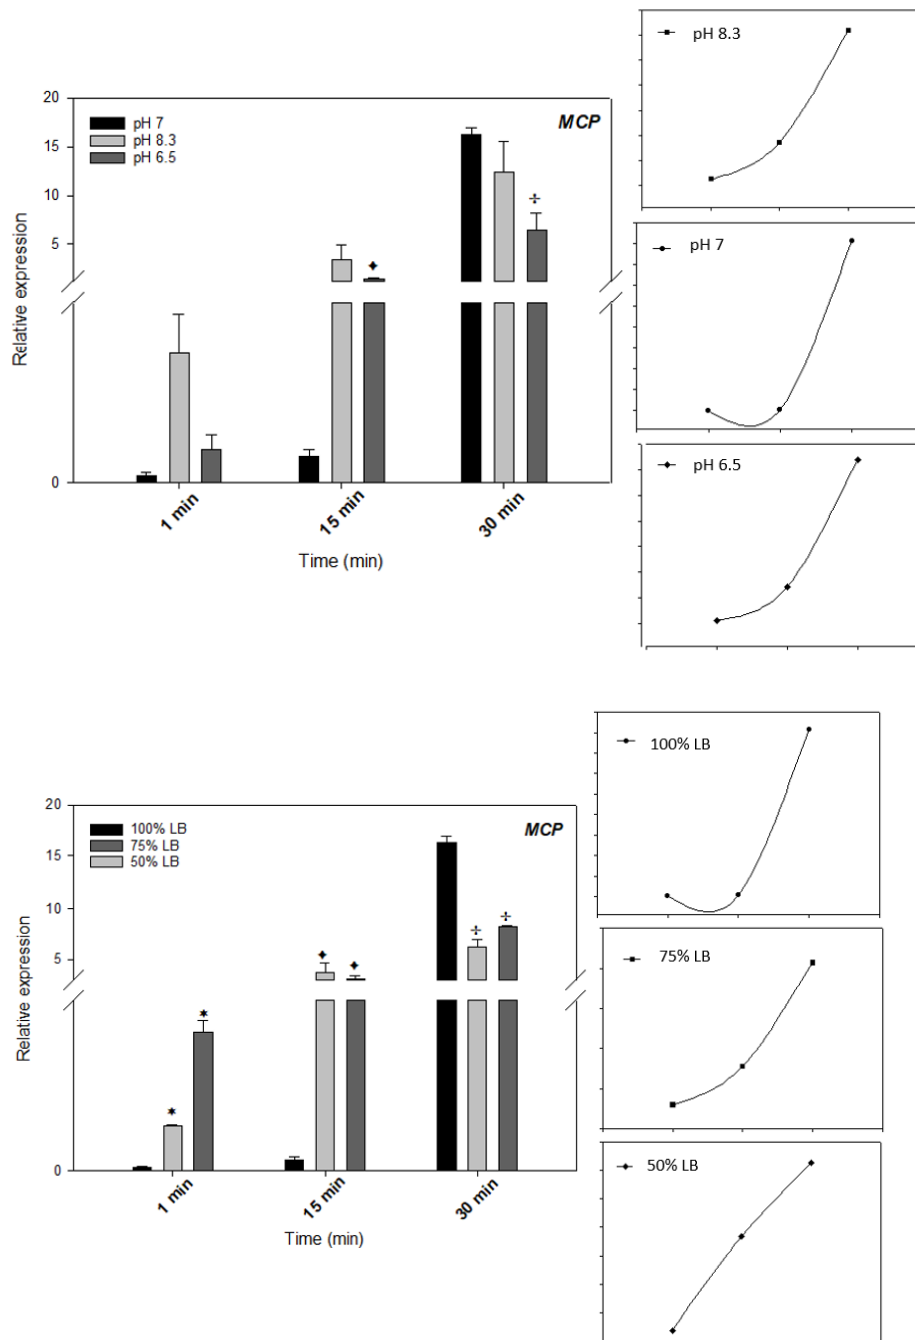 pH 8.3
20
15
10
5
0
Relative expression
pH 7
pH 8.3
pH 6.5
MCP
÷
✦
1 min
15 min
30 min
Time (min)
pH 7
pH 6.5
100% LB
20
15
10
5
0
Relative expression
100% LB
75% LB
50% LB
MCP
* *
✦ ✦
÷ ÷
1 min
15 min
30 min
Time (min)
75% LB
50% LB